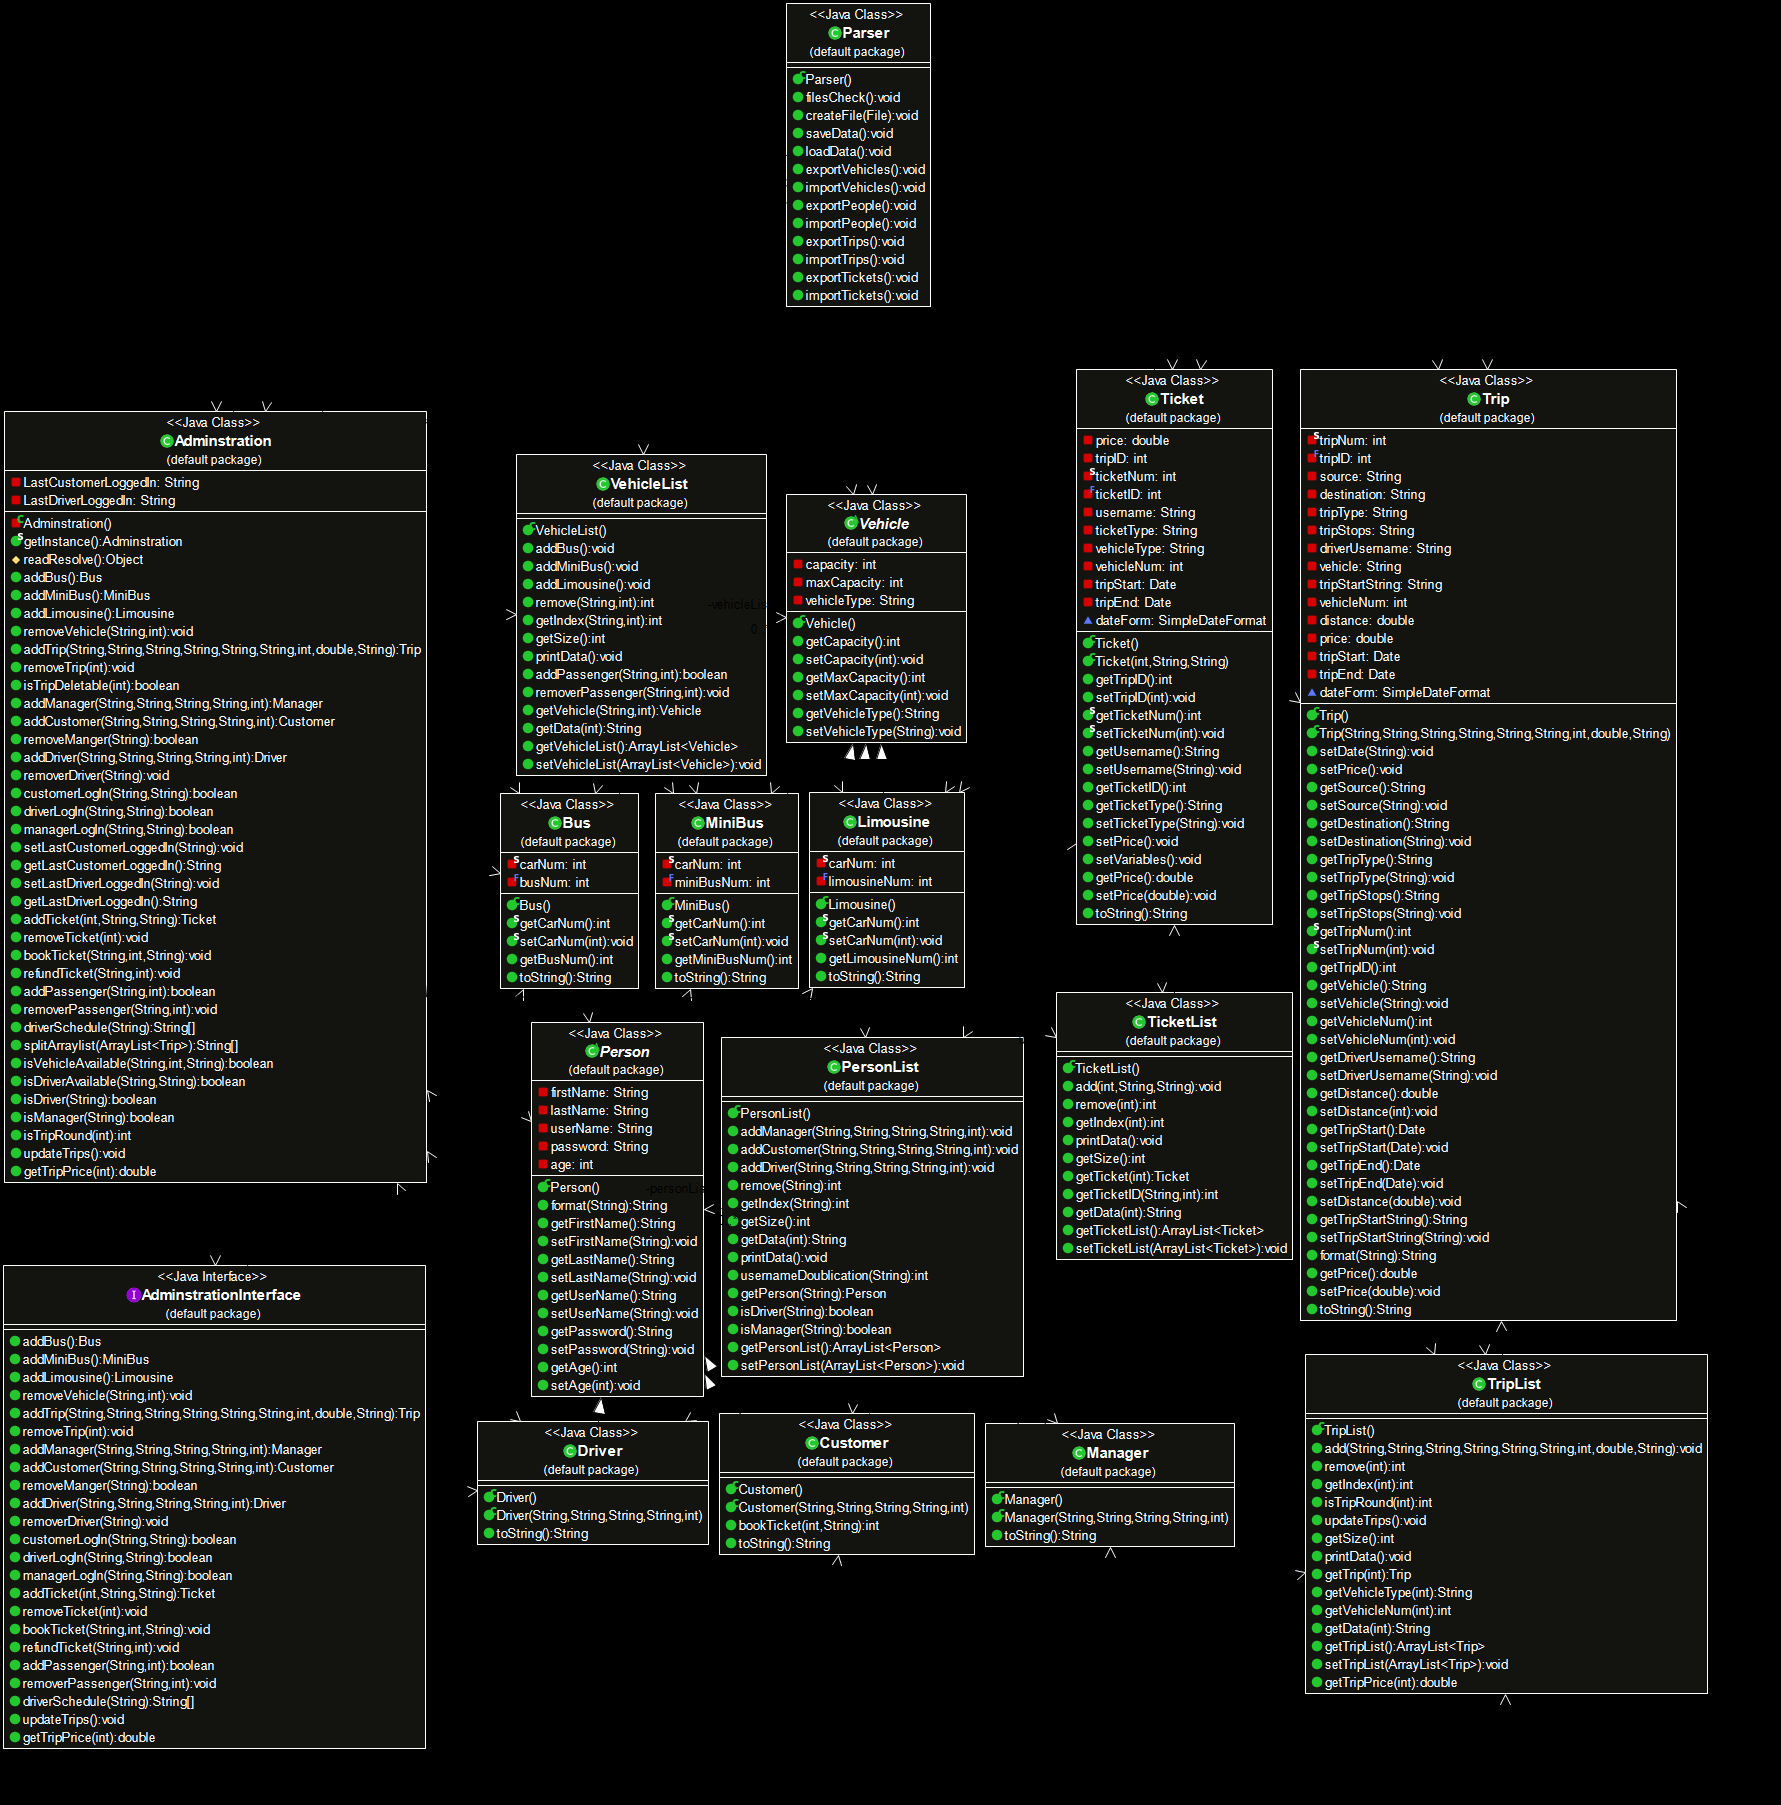 <<Java Class>>
Parser
(default package)
Parser()
filesCheck():void
createFile(File):void
saveData():void
loadData():void
exportVehicles():void
importVehicles():void
exportPeople():void
importPeople():void
exportTrips():void
importTrips():void
exportTickets():void
importTickets():void
<<Java Class>>
Adminstration
(default package)
LastCustomerLoggedIn: String
LastDriverLoggedIn: String
Adminstration()
getInstance():Adminstration
readResolve():Object
addBus():Bus
addMiniBus():MiniBus
addLimousine():Limousine
removeVehicle(String,int):void
addTrip(String,String,String,String,String,String,int,double,String):Trip
removeTrip(int):void
isTripDeletable(int):boolean
addManager(String,String,String,String,int):Manager
addCustomer(String,String,String,String,int):Customer
removeManger(String):boolean
addDriver(String,String,String,String,int):Driver
removerDriver(String):void
customerLogIn(String,String):boolean
driverLogIn(String,String):boolean
managerLogIn(String,String):boolean
setLastCustomerLoggedIn(String):void
getLastCustomerLoggedIn():String
setLastDriverLoggedIn(String):void
getLastDriverLoggedIn():String
addTicket(int,String,String):Ticket
removeTicket(int):void
bookTicket(String,int,String):void
refundTicket(String,int):void
addPassenger(String,int):boolean
removerPassenger(String,int):void
driverSchedule(String):String[]
splitArraylist(ArrayList<Trip>):String[]
isVehicleAvailable(String,int,String):boolean
isDriverAvailable(String,String):boolean
isDriver(String):boolean
isManager(String):boolean
isTripRound(int):int
updateTrips():void
getTripPrice(int):double
<<Java Interface>>
AdminstrationInterface
(default package)
addBus():Bus
addMiniBus():MiniBus
addLimousine():Limousine
removeVehicle(String,int):void
addTrip(String,String,String,String,String,String,int,double,String):Trip
removeTrip(int):void
addManager(String,String,String,String,int):Manager
addCustomer(String,String,String,String,int):Customer
removeManger(String):boolean
addDriver(String,String,String,String,int):Driver
removerDriver(String):void
customerLogIn(String,String):boolean
driverLogIn(String,String):boolean
managerLogIn(String,String):boolean
addTicket(int,String,String):Ticket
removeTicket(int):void
bookTicket(String,int,String):void
refundTicket(String,int):void
addPassenger(String,int):boolean
removerPassenger(String,int):void
driverSchedule(String):String[]
updateTrips():void
getTripPrice(int):double
<<Java Class>>
VehicleList
(default package)
VehicleList()
addBus():void
addMiniBus():void
addLimousine():void
remove(String,int):int
getIndex(String,int):int
getSize():int
printData():void
addPassenger(String,int):boolean
removerPassenger(String,int):void
getVehicle(String,int):Vehicle
getData(int):String
getVehicleList():ArrayList<Vehicle>
setVehicleList(ArrayList<Vehicle>):void
<<Java Class>>
Vehicle
(default package)
capacity: int
maxCapacity: int
vehicleType: String
Vehicle()
getCapacity():int
setCapacity(int):void
getMaxCapacity():int
setMaxCapacity(int):void
getVehicleType():String
setVehicleType(String):void
<<Java Class>>
Bus
(default package)
carNum: int
busNum: int
Bus()
getCarNum():int
setCarNum(int):void
getBusNum():int
toString():String
<<Java Class>>
MiniBus
(default package)
carNum: int
miniBusNum: int
MiniBus()
getCarNum():int
setCarNum(int):void
getMiniBusNum():int
toString():String
<<Java Class>>
Limousine
(default package)
carNum: int
limousineNum: int
Limousine()
getCarNum():int
setCarNum(int):void
getLimousineNum():int
toString():String
<<Java Class>>
Person
(default package)
firstName: String
lastName: String
userName: String
password: String
age: int
Person()
format(String):String
getFirstName():String
setFirstName(String):void
getLastName():String
setLastName(String):void
getUserName():String
setUserName(String):void
getPassword():String
setPassword(String):void
getAge():int
setAge(int):void
<<Java Class>>
PersonList
(default package)
PersonList()
addManager(String,String,String,String,int):void
addCustomer(String,String,String,String,int):void
addDriver(String,String,String,String,int):void
remove(String):int
getIndex(String):int
getSize():int
getData(int):String
printData():void
usernameDoublication(String):int
getPerson(String):Person
isDriver(String):boolean
isManager(String):boolean
getPersonList():ArrayList<Person>
setPersonList(ArrayList<Person>):void
<<Java Class>>
Driver
(default package)
Driver()
Driver(String,String,String,String,int)
toString():String
<<Java Class>>
Customer
(default package)
Customer()
Customer(String,String,String,String,int)
bookTicket(int,String):int
toString():String
<<Java Class>>
Manager
(default package)
Manager()
Manager(String,String,String,String,int)
toString():String
<<Java Class>>
Ticket
(default package)
price: double
tripID: int
ticketNum: int
ticketID: int
username: String
ticketType: String
vehicleType: String
vehicleNum: int
tripStart: Date
tripEnd: Date
dateForm: SimpleDateFormat
Ticket()
Ticket(int,String,String)
getTripID():int
setTripID(int):void
getTicketNum():int
setTicketNum(int):void
getUsername():String
setUsername(String):void
getTicketID():int
getTicketType():String
setTicketType(String):void
setPrice():void
setVariables():void
getPrice():double
setPrice(double):void
toString():String
<<Java Class>>
TicketList
(default package)
TicketList()
add(int,String,String):void
remove(int):int
getIndex(int):int
printData():void
getSize():int
getTicket(int):Ticket
getTicketID(String,int):int
getData(int):String
getTicketList():ArrayList<Ticket>
setTicketList(ArrayList<Ticket>):void
<<Java Class>>
Trip
(default package)
tripNum: int
tripID: int
source: String
destination: String
tripType: String
tripStops: String
driverUsername: String
vehicle: String
tripStartString: String
vehicleNum: int
distance: double
price: double
tripStart: Date
tripEnd: Date
dateForm: SimpleDateFormat
Trip()
Trip(String,String,String,String,String,String,int,double,String)
setDate(String):void
setPrice():void
getSource():String
setSource(String):void
getDestination():String
setDestination(String):void
getTripType():String
setTripType(String):void
getTripStops():String
setTripStops(String):void
getTripNum():int
setTripNum(int):void
getTripID():int
getVehicle():String
setVehicle(String):void
getVehicleNum():int
setVehicleNum(int):void
getDriverUsername():String
setDriverUsername(String):void
getDistance():double
setDistance(int):void
getTripStart():Date
setTripStart(Date):void
getTripEnd():Date
setTripEnd(Date):void
setDistance(double):void
getTripStartString():String
setTripStartString(String):void
format(String):String
getPrice():double
setPrice(double):void
toString():String
<<Java Class>>
TripList
(default package)
TripList()
add(String,String,String,String,String,String,int,double,String):void
remove(int):int
getIndex(int):int
isTripRound(int):int
updateTrips():void
getSize():int
printData():void
getTrip(int):Trip
getVehicleType(int):String
getVehicleNum(int):int
getData(int):String
getTripList():ArrayList<Trip>
setTripList(ArrayList<Trip>):void
getTripPrice(int):double